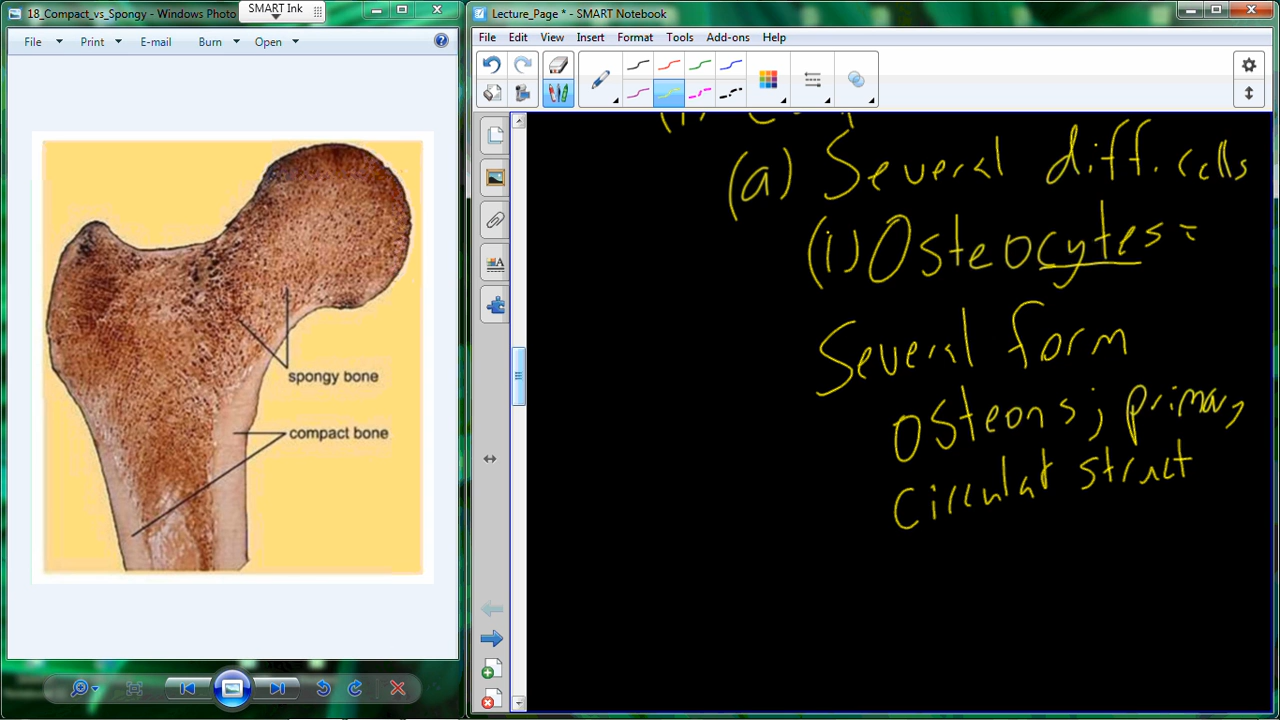 18_Compact_vs_Spongy - Windows Photo
SMART Ink
File Print E-mail Burn Open
spongy bone
compact bone
Lecture_Page * - SMART Notebook
File Edit View Insert Format Tools Add-ons Help
(a) Several diff. cells
(i) Osteocytes =
Several form
Osteons; primary
Circular struct